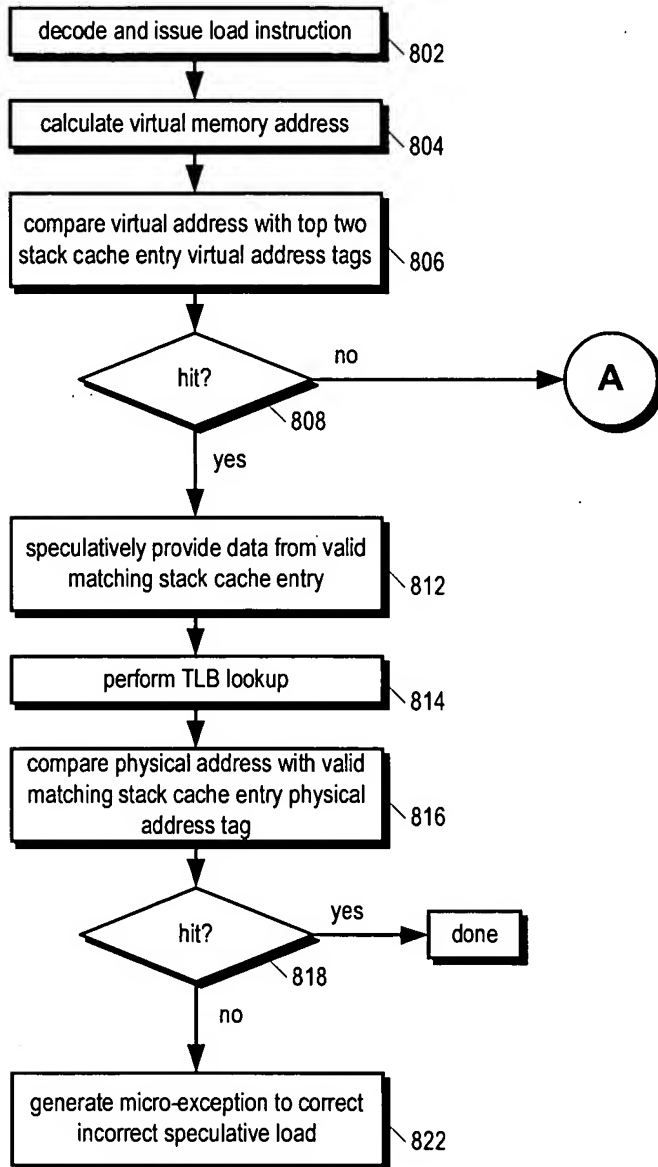 decode and issue load instruction
802
calculate virtual memory address
804
compare virtual address with top two
stack cache entry virtual address tags
806
hit?
no
A
808
yes
speculatively provide data from valid
matching stack cache entry
812
perform TLB lookup
814
compare physical address with valid
matching stack cache entry physical
address tag
816
hit?
yes
done
818
no
generate micro-exception to correct
incorrect speculative load
822